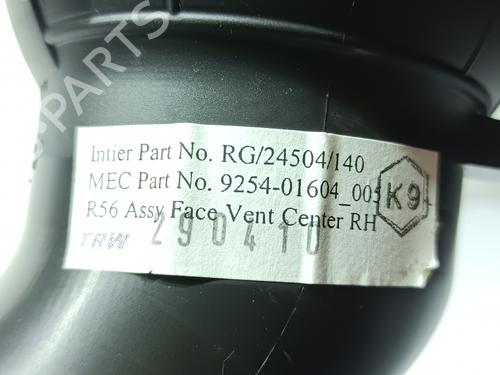 Intier Part No. RG/24504/140
MEC Part No. 9254-01604_005
K9
R56 Assy Face Vent Center RH
TRW 290410